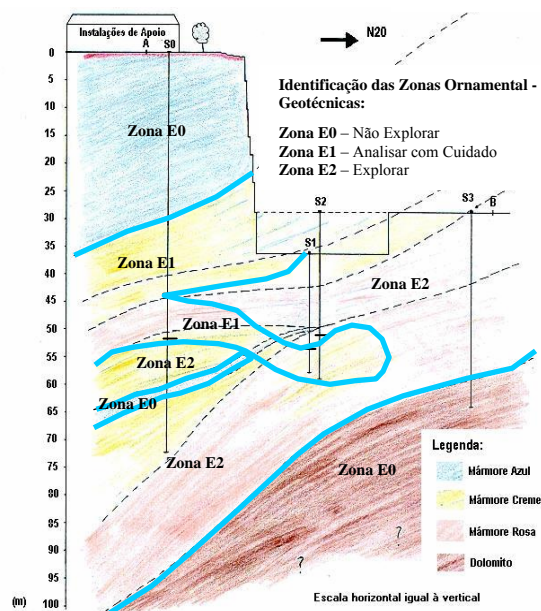 Instalações de Apoio
A S0
N20
0
5
10
15
20
25
30
35
40
45
50
55
60
65
70
75
80
85
90
95
(m) 100
Identificação das Zonas Ornamental -
Geotécnicas:
Zona E0 – Não Explorar
Zona E1 – Analisar com Cuidado
Zona E2 – Explorar
Zona E0
S2
S3
B
S1
Zona E1
Zona E2
Zona E1
Zona E2
Zona E0
Zona E2
Zona E0
?
?
Legenda:
Mármore Azul
Mármore Creme
Mármore Rosa
Dolomito
Escala horizontal igual à vertical